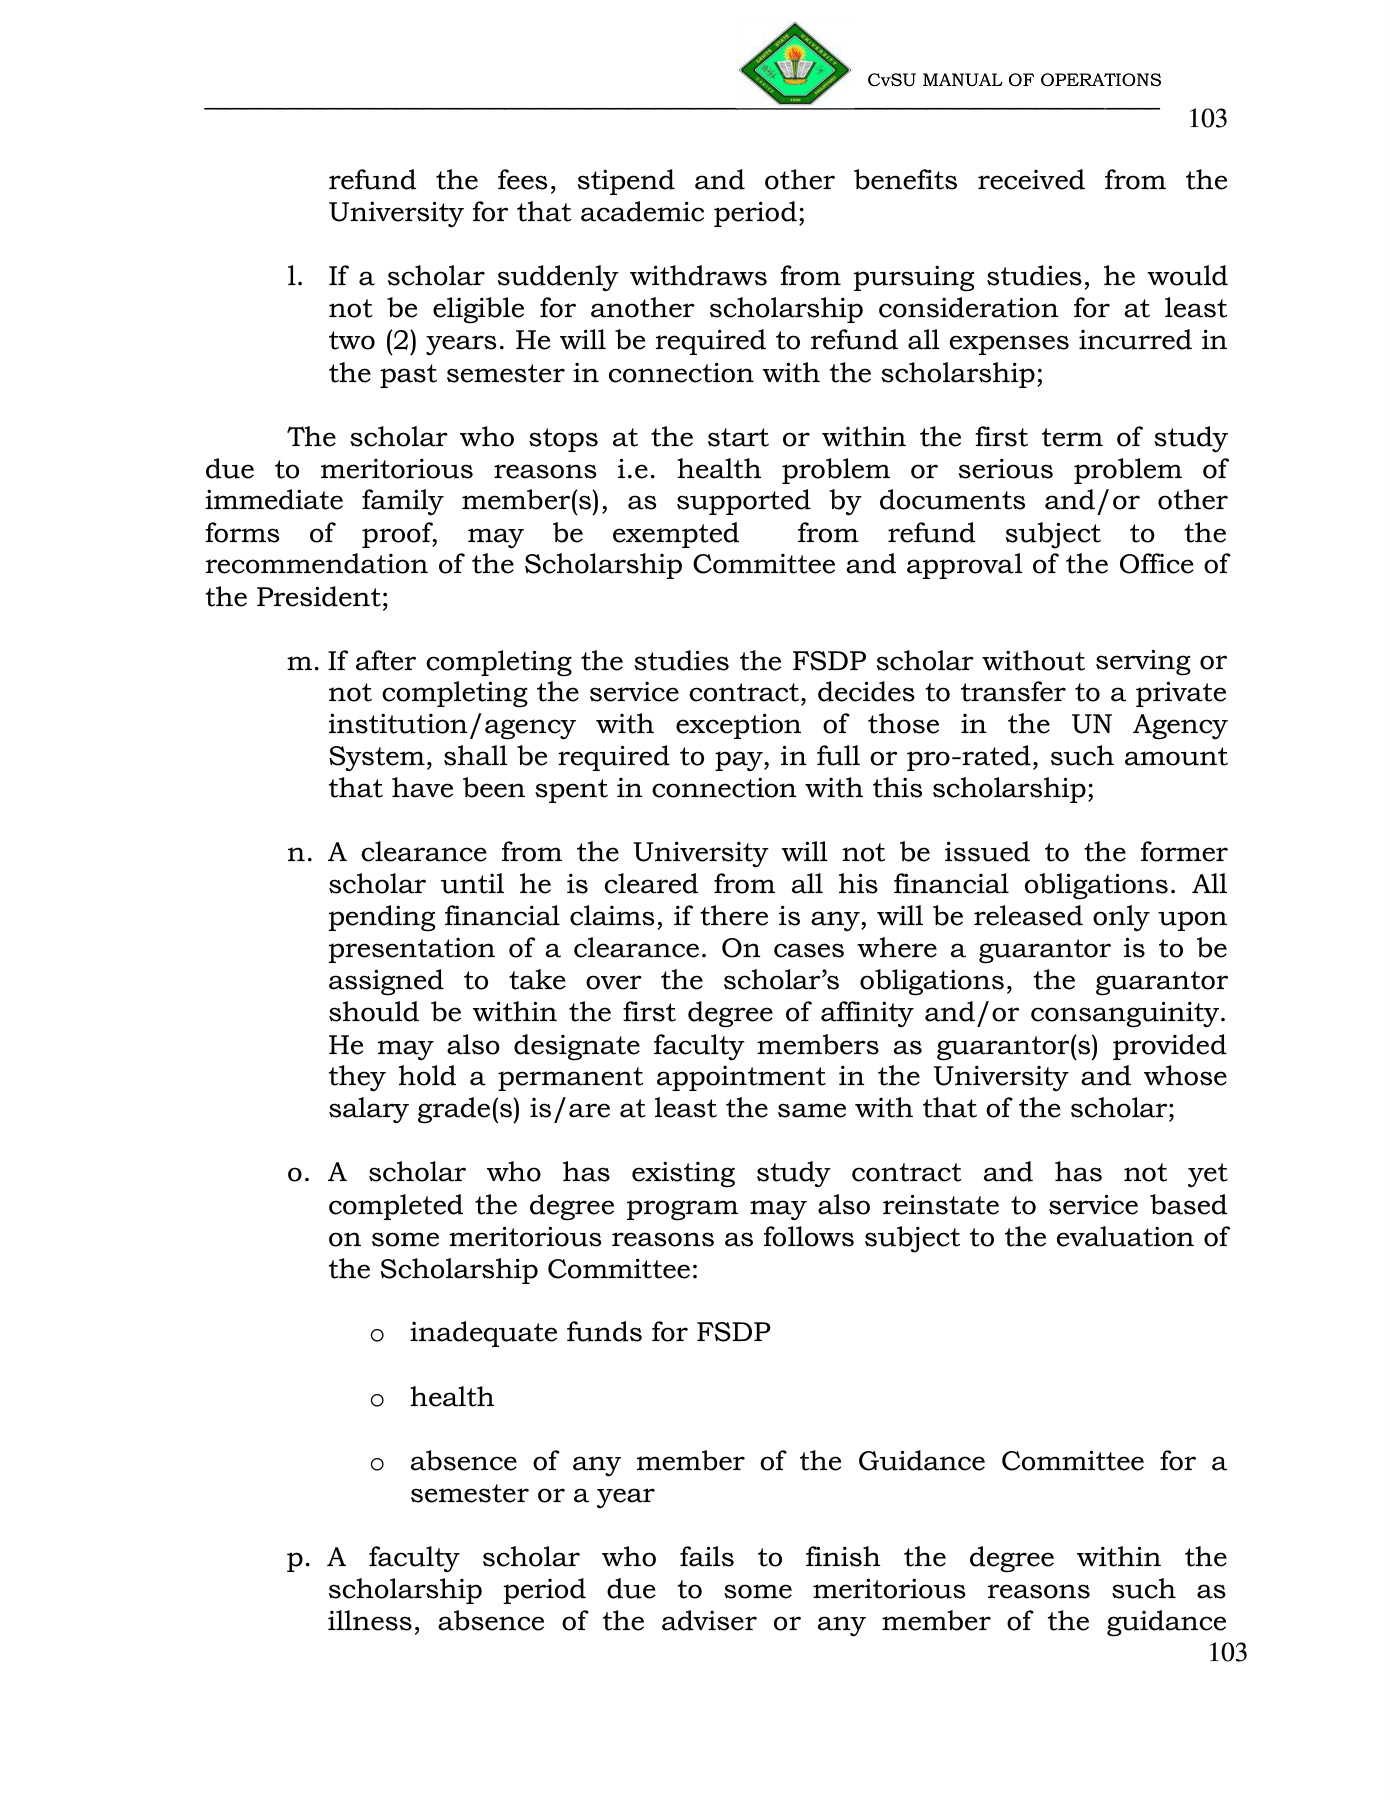 CvSU MANUAL OF OPERATIONS
103
refund the fees, stipend and other benefits received from the
University for that academic period;
l. If a scholar suddenly withdraws from pursuing studies, he would
not be eligible for another scholarship consideration for at least
two (2) years. He will be required to refund all expenses incurred in
the past semester in connection with the scholarship;
The scholar who stops at the start or within the first term of study
due to meritorious reasons i.e. health problem or serious problem of
immediate family member(s), as supported by documents and/or other
forms of proof, may be exempted from refund subject to the
recommendation of the Scholarship Committee and approval of the Office of
the President;
m. If after completing the studies the FSDP scholar without serving or
not completing the service contract, decides to transfer to a private
institution/agency with exception of those in the UN Agency
System, shall be required to pay, in full or pro-rated, such amount
that have been spent in connection with this scholarship;
n. A clearance from the University will not be issued to the former
scholar until he is cleared from all his financial obligations. All
pending financial claims, if there is any, will be released only upon
presentation of a clearance. On cases where a guarantor is to be
assigned to take over the scholar’s obligations, the guarantor
should be within the first degree of affinity and/or consanguinity.
He may also designate faculty members as guarantor(s) provided
they hold a permanent appointment in the University and whose
salary grade(s) is/are at least the same with that of the scholar;
o. A scholar who has existing study contract and has not yet
completed the degree program may also reinstate to service based
on some meritorious reasons as follows subject to the evaluation of
the Scholarship Committee:
o inadequate funds for FSDP
o health
o absence of any member of the Guidance Committee for a
semester or a year
p. A faculty scholar who fails to finish the degree within the
scholarship period due to some meritorious reasons such as
illness, absence of the adviser or any member of the guidance
103